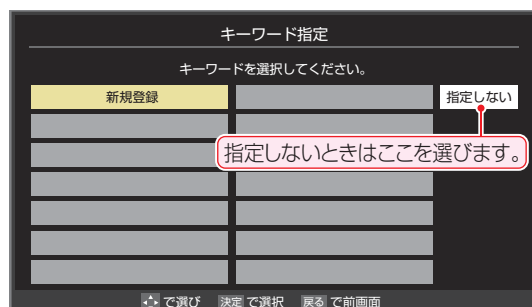 キーワード指定
キーワードを選択してください。
新規登録
指定しない
指定しないときはここを選びます。
で選び 決定 で選択 戻る で前画面